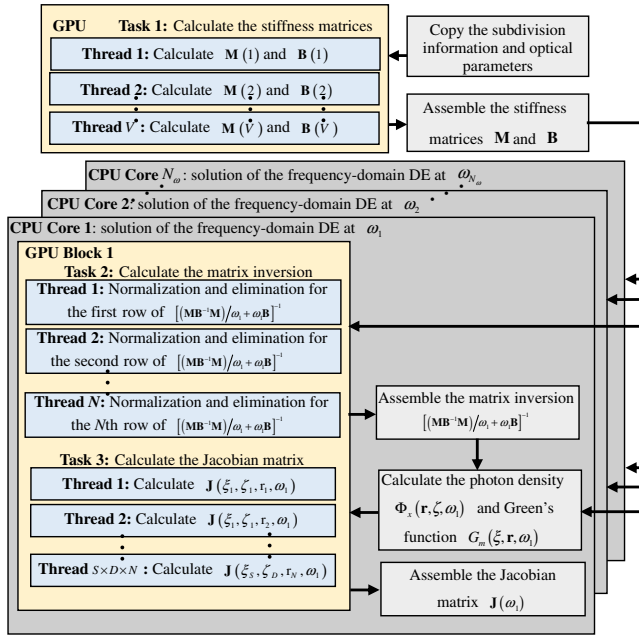 GPU
Task 1: Calculate the stiffness matrices
Thread 1: Calculate M(1) and B(1)
Thread 2: Calculate M(2) and B(2)
Thread V: Calculate M(V) and B(V)
Copy the subdivision
information and optical
parameters
Assemble the stiffness
matrices M and B
CPU Core N_ω: solution of the frequency-domain DE at ω_{N_ω}
CPU Core 2: solution of the frequency-domain DE at ω₂
CPU Core 1: solution of the frequency-domain DE at ω₁
GPU Block 1
Task 2: Calculate the matrix inversion
Thread 1: Normalization and elimination for
the first row of [(MB⁻¹M)/ω₁+ω₁B]⁻¹
Thread 2: Normalization and elimination for
the second row of [(MB⁻¹M)/ω₁+ω₁B]⁻¹
Thread N: Normalization and elimination for
the Nth row of [(MB⁻¹M)/ω₁+ω₁B]⁻¹
Assemble the matrix inversion
[(MB⁻¹M)/ω₁+ω₁B]⁻¹
Task 3: Calculate the Jacobian matrix
Thread 1: Calculate J(ξ₁,ζ₁,r₁,ω₁)
Thread 2: Calculate J(ξ₁,ζ₁,r₂,ω₁)
Thread S×D×N: Calculate J(ξ_S,ζ_D,r_N,ω₁)
Calculate the photon density
Φₓ(r,ζ,ω₁) and Green's
function G_m(ξ,r,ω₁)
Assemble the Jacobian
matrix J(ω₁)